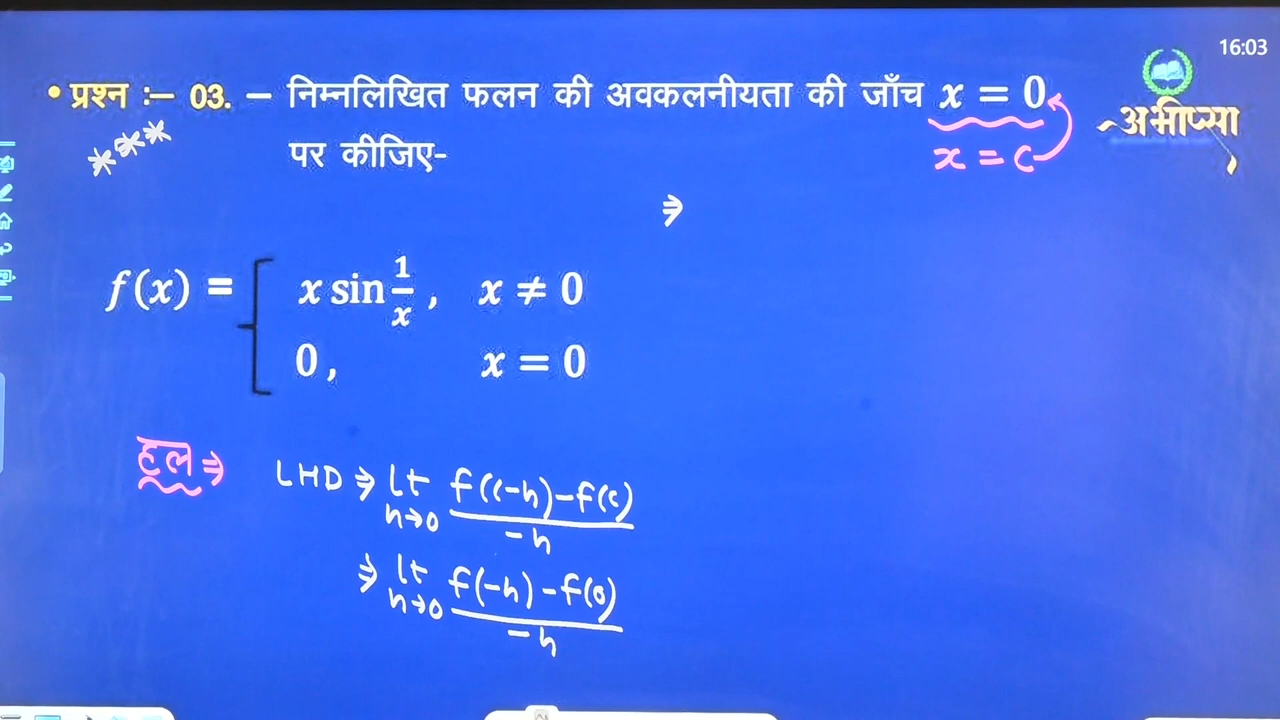 16:03
• प्रश्न :– 03. – निम्नलिखित फलन की अवकलनीयता की जाँच x = 0
अभीप्सा
*** पर कीजिए- x = c
⇒
f(x) = [ x sin 1/x , x ≠ 0
0 , x = 0
हल ⇒ LHD ⇒ lt h→0 f(c-h)-f(c) / -h
⇒ lt h→0 f(-h)-f(0) / -h